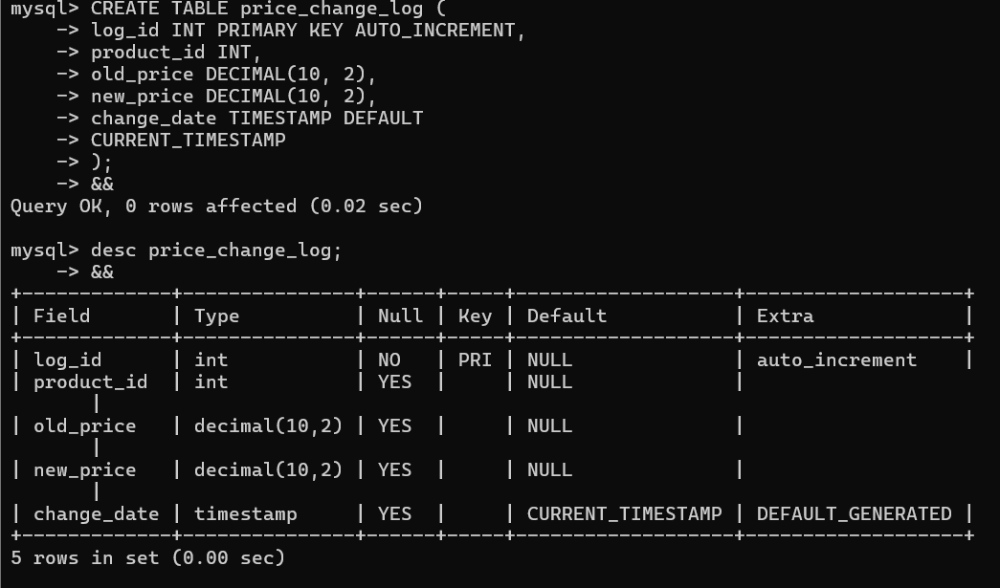 mysql> CREATE TABLE price_change_log (
    -> log_id INT PRIMARY KEY AUTO_INCREMENT,
    -> product_id INT,
    -> old_price DECIMAL(10, 2),
    -> new_price DECIMAL(10, 2),
    -> change_date TIMESTAMP DEFAULT
    -> CURRENT_TIMESTAMP
    -> );
    -> &&
Query OK, 0 rows affected (0.02 sec)

mysql> desc price_change_log;
    -> &&
+-------------+---------------+------+-----+-------------------+-------------------+
| Field       | Type          | Null | Key | Default           | Extra             |
+-------------+---------------+------+-----+-------------------+-------------------+
| log_id      | int           | NO   | PRI | NULL              | auto_increment    |
| product_id  | int           | YES  |     | NULL              |
       |
| old_price   | decimal(10,2) | YES  |     | NULL              |
       |
| new_price   | decimal(10,2) | YES  |     | NULL              |
       |
| change_date | timestamp     | YES  |     | CURRENT_TIMESTAMP | DEFAULT_GENERATED |
+-------------+---------------+------+-----+-------------------+-------------------+
5 rows in set (0.00 sec)